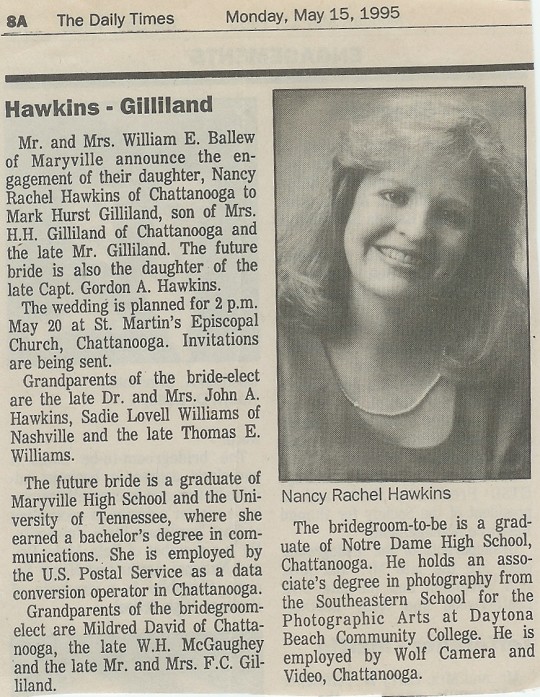 8A The Daily Times Monday, May 15, 1995
Hawkins - Gilliland
Mr. and Mrs. William E. Ballew
of Maryville announce the en-
gagement of their daughter, Nancy
Rachel Hawkins of Chattanooga to
Mark Hurst Gilliland, son of Mrs.
H.H. Gilliland of Chattanooga and
the late Mr. Gilliland. The future
bride is also the daughter of the
late Capt. Gordon A. Hawkins.
The wedding is planned for 2 p.m.
May 20 at St. Martin's Episcopal
Church, Chattanooga. Invitations
are being sent.
Grandparents of the bride-elect
are the late Dr. and Mrs. John A.
Hawkins, Sadie Lovell Williams of
Nashville and the late Thomas E.
Williams.
The future bride is a graduate of
Maryville High School and the Uni-
versity of Tennessee, where she
earned a bachelor's degree in com-
munications. She is employed by
the U.S. Postal Service as a data
conversion operator in Chattanooga.
Grandparents of the bridegroom-
elect are Mildred David of Chatta-
nooga, the late W.H. McGaughey
and the late Mr. and Mrs. F.C. Gil-
liland.
Nancy Rachel Hawkins
The bridegroom-to-be is a grad-
uate of Notre Dame High School,
Chattanooga. He holds an asso-
ciate's degree in photography from
the Southeastern School for the
Photographic Arts at Daytona
Beach Community College. He is
employed by Wolf Camera and
Video, Chattanooga.